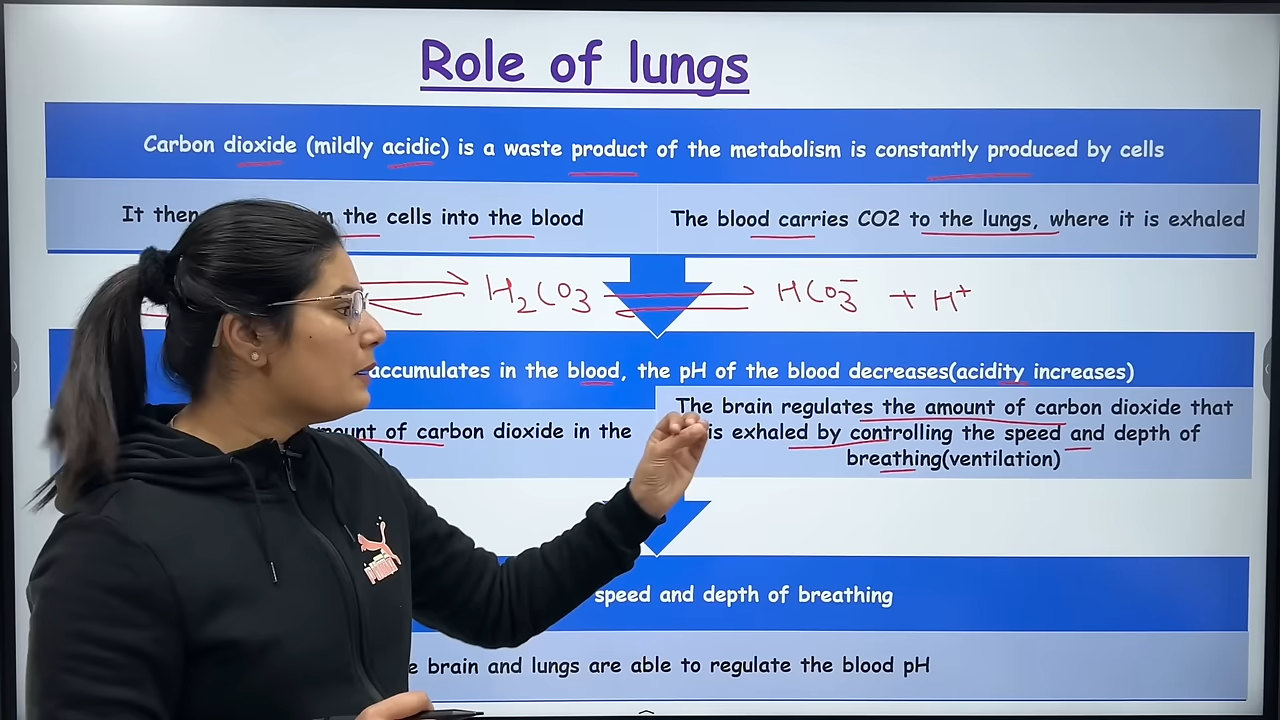 Role of lungs
Carbon dioxide (mildly acidic) is a waste product of the metabolism is constantly produced by cells
It then the cells into the blood
The blood carries CO2 to the lungs, where it is exhaled
H₂CO₃ HCO₃⁻ + H⁺
accumulates in the blood, the pH of the blood decreases(acidity increases)
of carbon dioxide in the
The brain regulates the amount of carbon dioxide that
is exhaled by controlling the speed and depth of
breathing(ventilation)
speed and depth of breathing
brain and lungs are able to regulate the blood pH